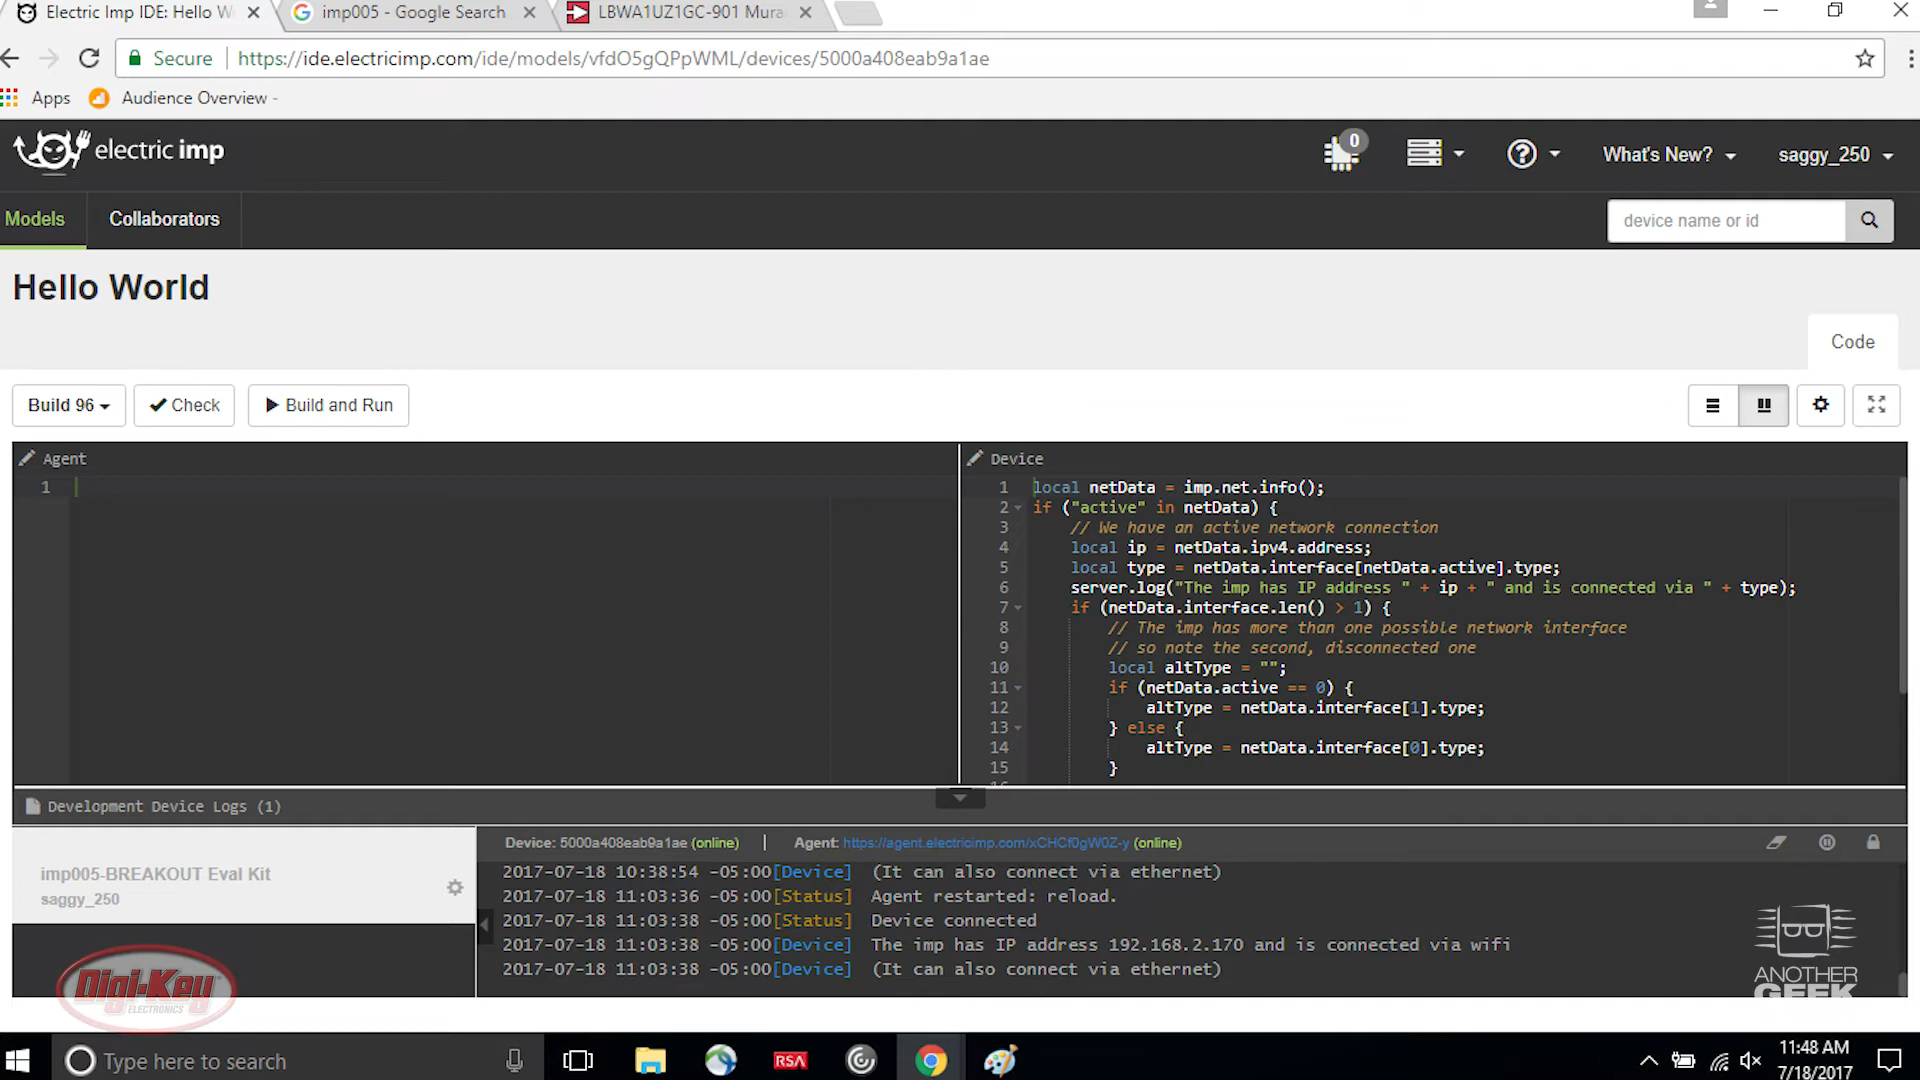 Electric Imp IDE: Hello W
imp005 - Google Search
LBWA1UZ1GC-901 Mura
Secure
https://ide.electricimp.com/ide/models/vfdO5gQPpWML/devices/5000a408eab9a1ae
Apps
Audience Overview -
electric imp
0
What's New?
saggy_250
Models
Collaborators
device name or id
Hello World
Code
Build 96
Check
Build and Run
Agent
1
Device
1 local netData = imp.net.info();
2 if ("active" in netData) {
3 // We have an active network connection
4 local ip = netData.ipv4.address;
5 local type = netData.interface[netData.active].type;
6 server.log("The imp has IP address " + ip + " and is connected via " + type);
7 if (netData.interface.len() > 1) {
8 // The imp has more than one possible network interface
9 // so note the second, disconnected one
10 local altType = "";
11 if (netData.active == 0) {
12 altType = netData.interface[1].type;
13 } else {
14 altType = netData.interface[0].type;
15 }
Development Device Logs (1)
imp005-BREAKOUT Eval Kit
saggy_250
Device: 5000a408eab9a1ae (online) | Agent: https://agent.electricimp.com/xCHCf0gW0Z-y (online)
2017-07-18 10:38:54 -05:00[Device] (It can also connect via ethernet)
2017-07-18 11:03:36 -05:00[Status] Agent restarted: reload.
2017-07-18 11:03:38 -05:00[Status] Device connected
2017-07-18 11:03:38 -05:00[Device] The imp has IP address 192.168.2.170 and is connected via wifi
2017-07-18 11:03:38 -05:00[Device] (It can also connect via ethernet)
Digi-Key
ELECTRONICS
ANOTHER
GEEK
Type here to search
RSA
11:48 AM
7/18/2017